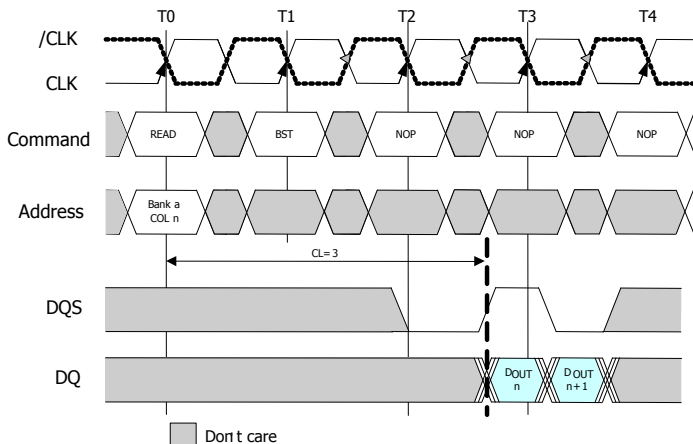 T0 T1 T2 T3 T4
/CLK
CLK
Command READ BST NOP NOP NOP
Address Bank a
COL n
CL=3
DQS
DQ DOUT n DOUT n+1
Don't care